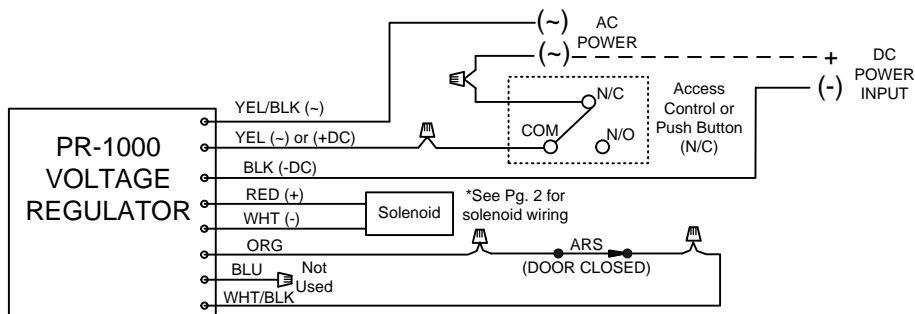 (~) AC
POWER
(~)
+ DC
POWER
INPUT
(-)
N/C
Access
Control or
Push Button
(N/C)
COM
N/O
PR-1000
VOLTAGE
REGULATOR
YEL/BLK (~)
YEL (~) or (+DC)
BLK (-DC)
RED (+)
WHT (-)
Solenoid
*See Pg. 2 for
solenoid wiring
ORG
ARS
(DOOR CLOSED)
BLU
Not
Used
WHT/BLK